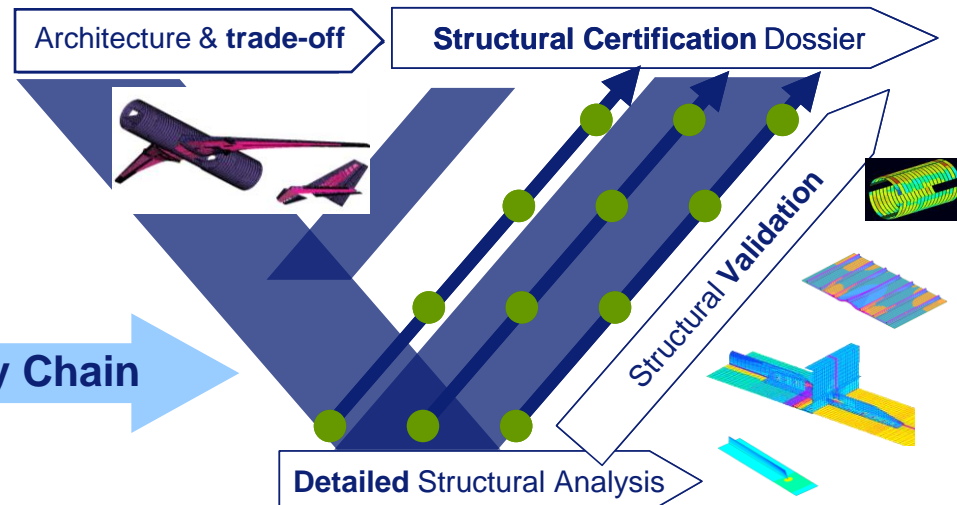 Architecture & trade-off
Structural Certification Dossier
Structural Validation
Chain
Detailed Structural Analysis